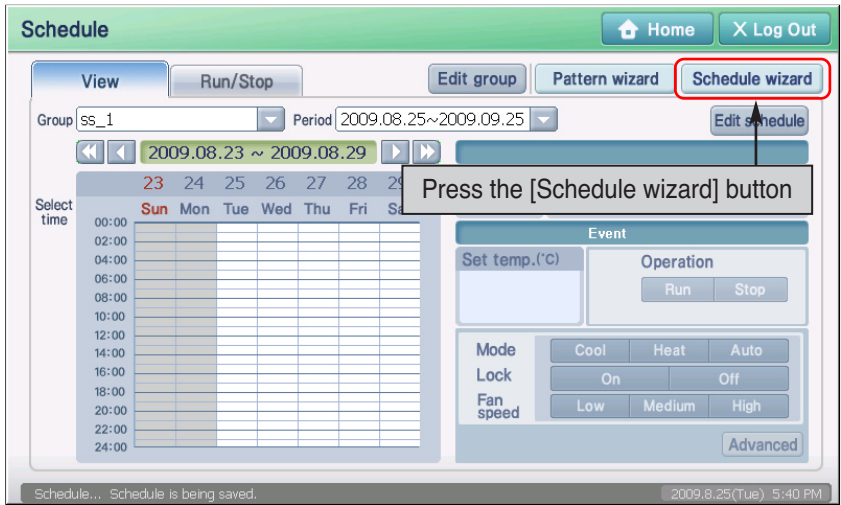 Schedule
Home
X Log Out
View
Run/Stop
Edit group
Pattern wizard
Schedule wizard
Group ss_1
Period 2009.08.25~2009.09.25
Edit schedule
2009.08.23 ~ 2009.08.29
Press the [Schedule wizard] button
23 24 25 26 27 28
Sun Mon Tue Wed Thu Fri
Select
time
00:00
02:00
04:00
06:00
08:00
10:00
12:00
14:00
16:00
18:00
20:00
22:00
24:00
Event
Set temp.(°C)
Operation
Run Stop
Mode Cool Heat Auto
Lock On Off
Fan
speed
Low Medium High
Advanced
Schedule... Schedule is being saved.
2009.8.25(Tue) 5:40 PM